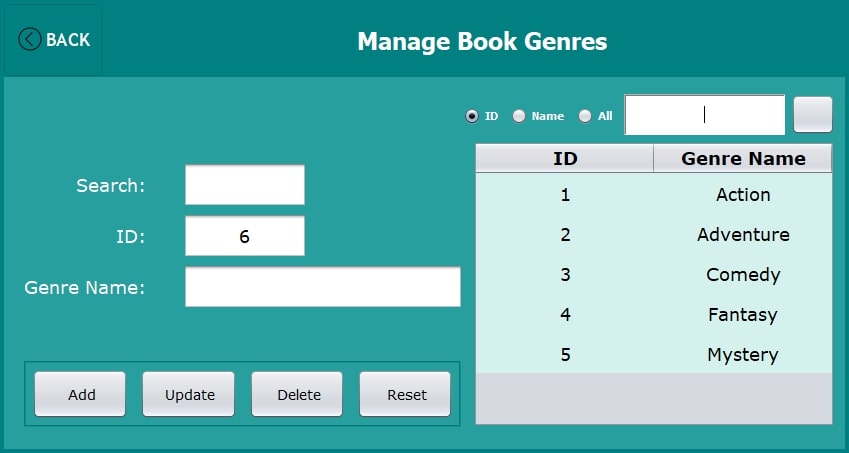 BACK
Manage Book Genres
ID Name All
Search:
ID: 6
Genre Name:
Add Update Delete Reset
ID Genre Name
1 Action
2 Adventure
3 Comedy
4 Fantasy
5 Mystery